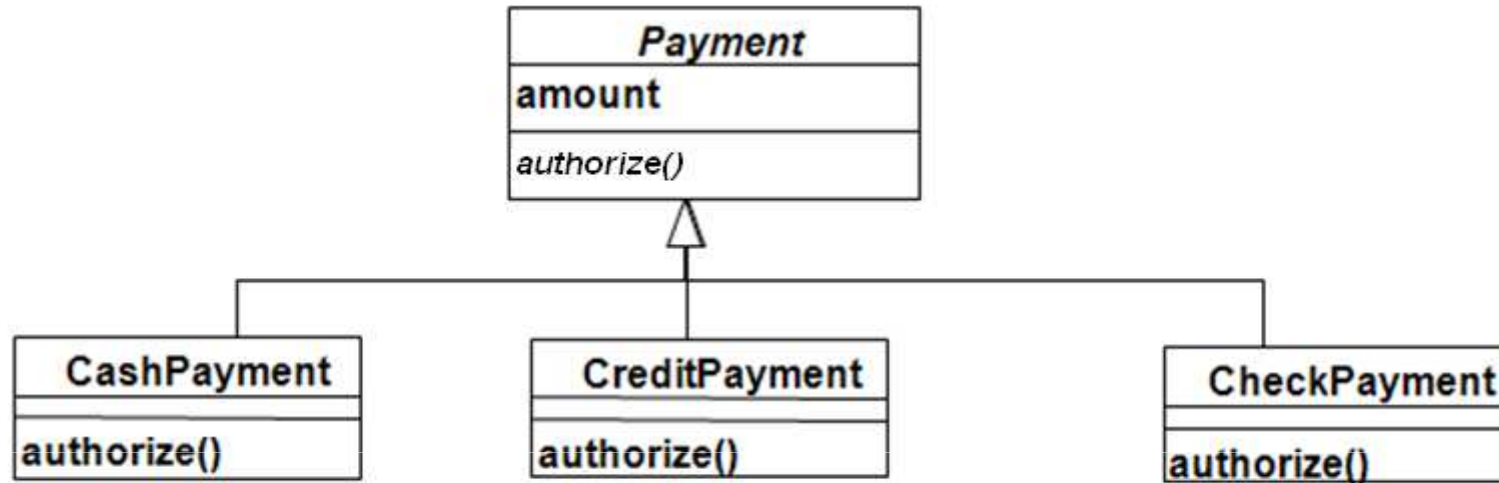 Payment
amount
authorize()
CashPayment
authorize()
CreditPayment
authorize()
CheckPayment
authorize()